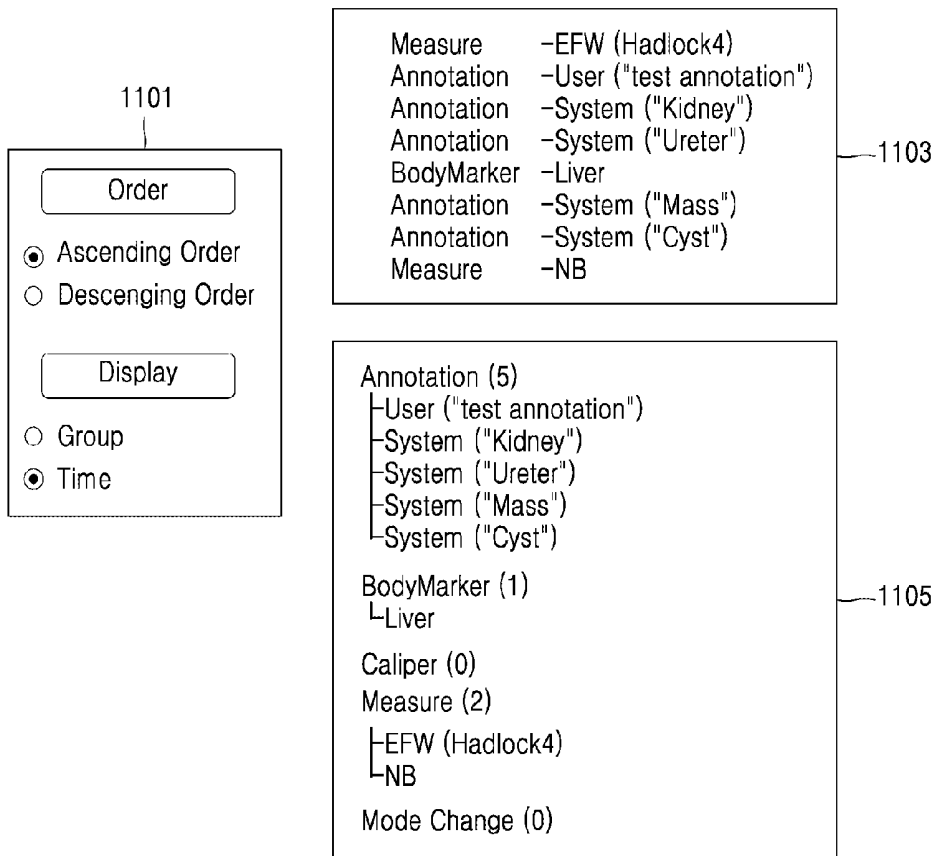 1101
Order
Ascending Order
Descenging Order
Display
Group
Time
Measure -EFW (Hadlock4)
Annotation -User ("test annotation")
Annotation -System ("Kidney")
Annotation -System ("Ureter")
BodyMarker -Liver
Annotation -System ("Mass")
Annotation -System ("Cyst")
Measure -NB
1103
Annotation (5)
User ("test annotation")
System ("Kidney")
System ("Ureter")
System ("Mass")
System ("Cyst")
BodyMarker (1)
Liver
Caliper (0)
Measure (2)
EFW (Hadlock4)
NB
Mode Change (0)
1105